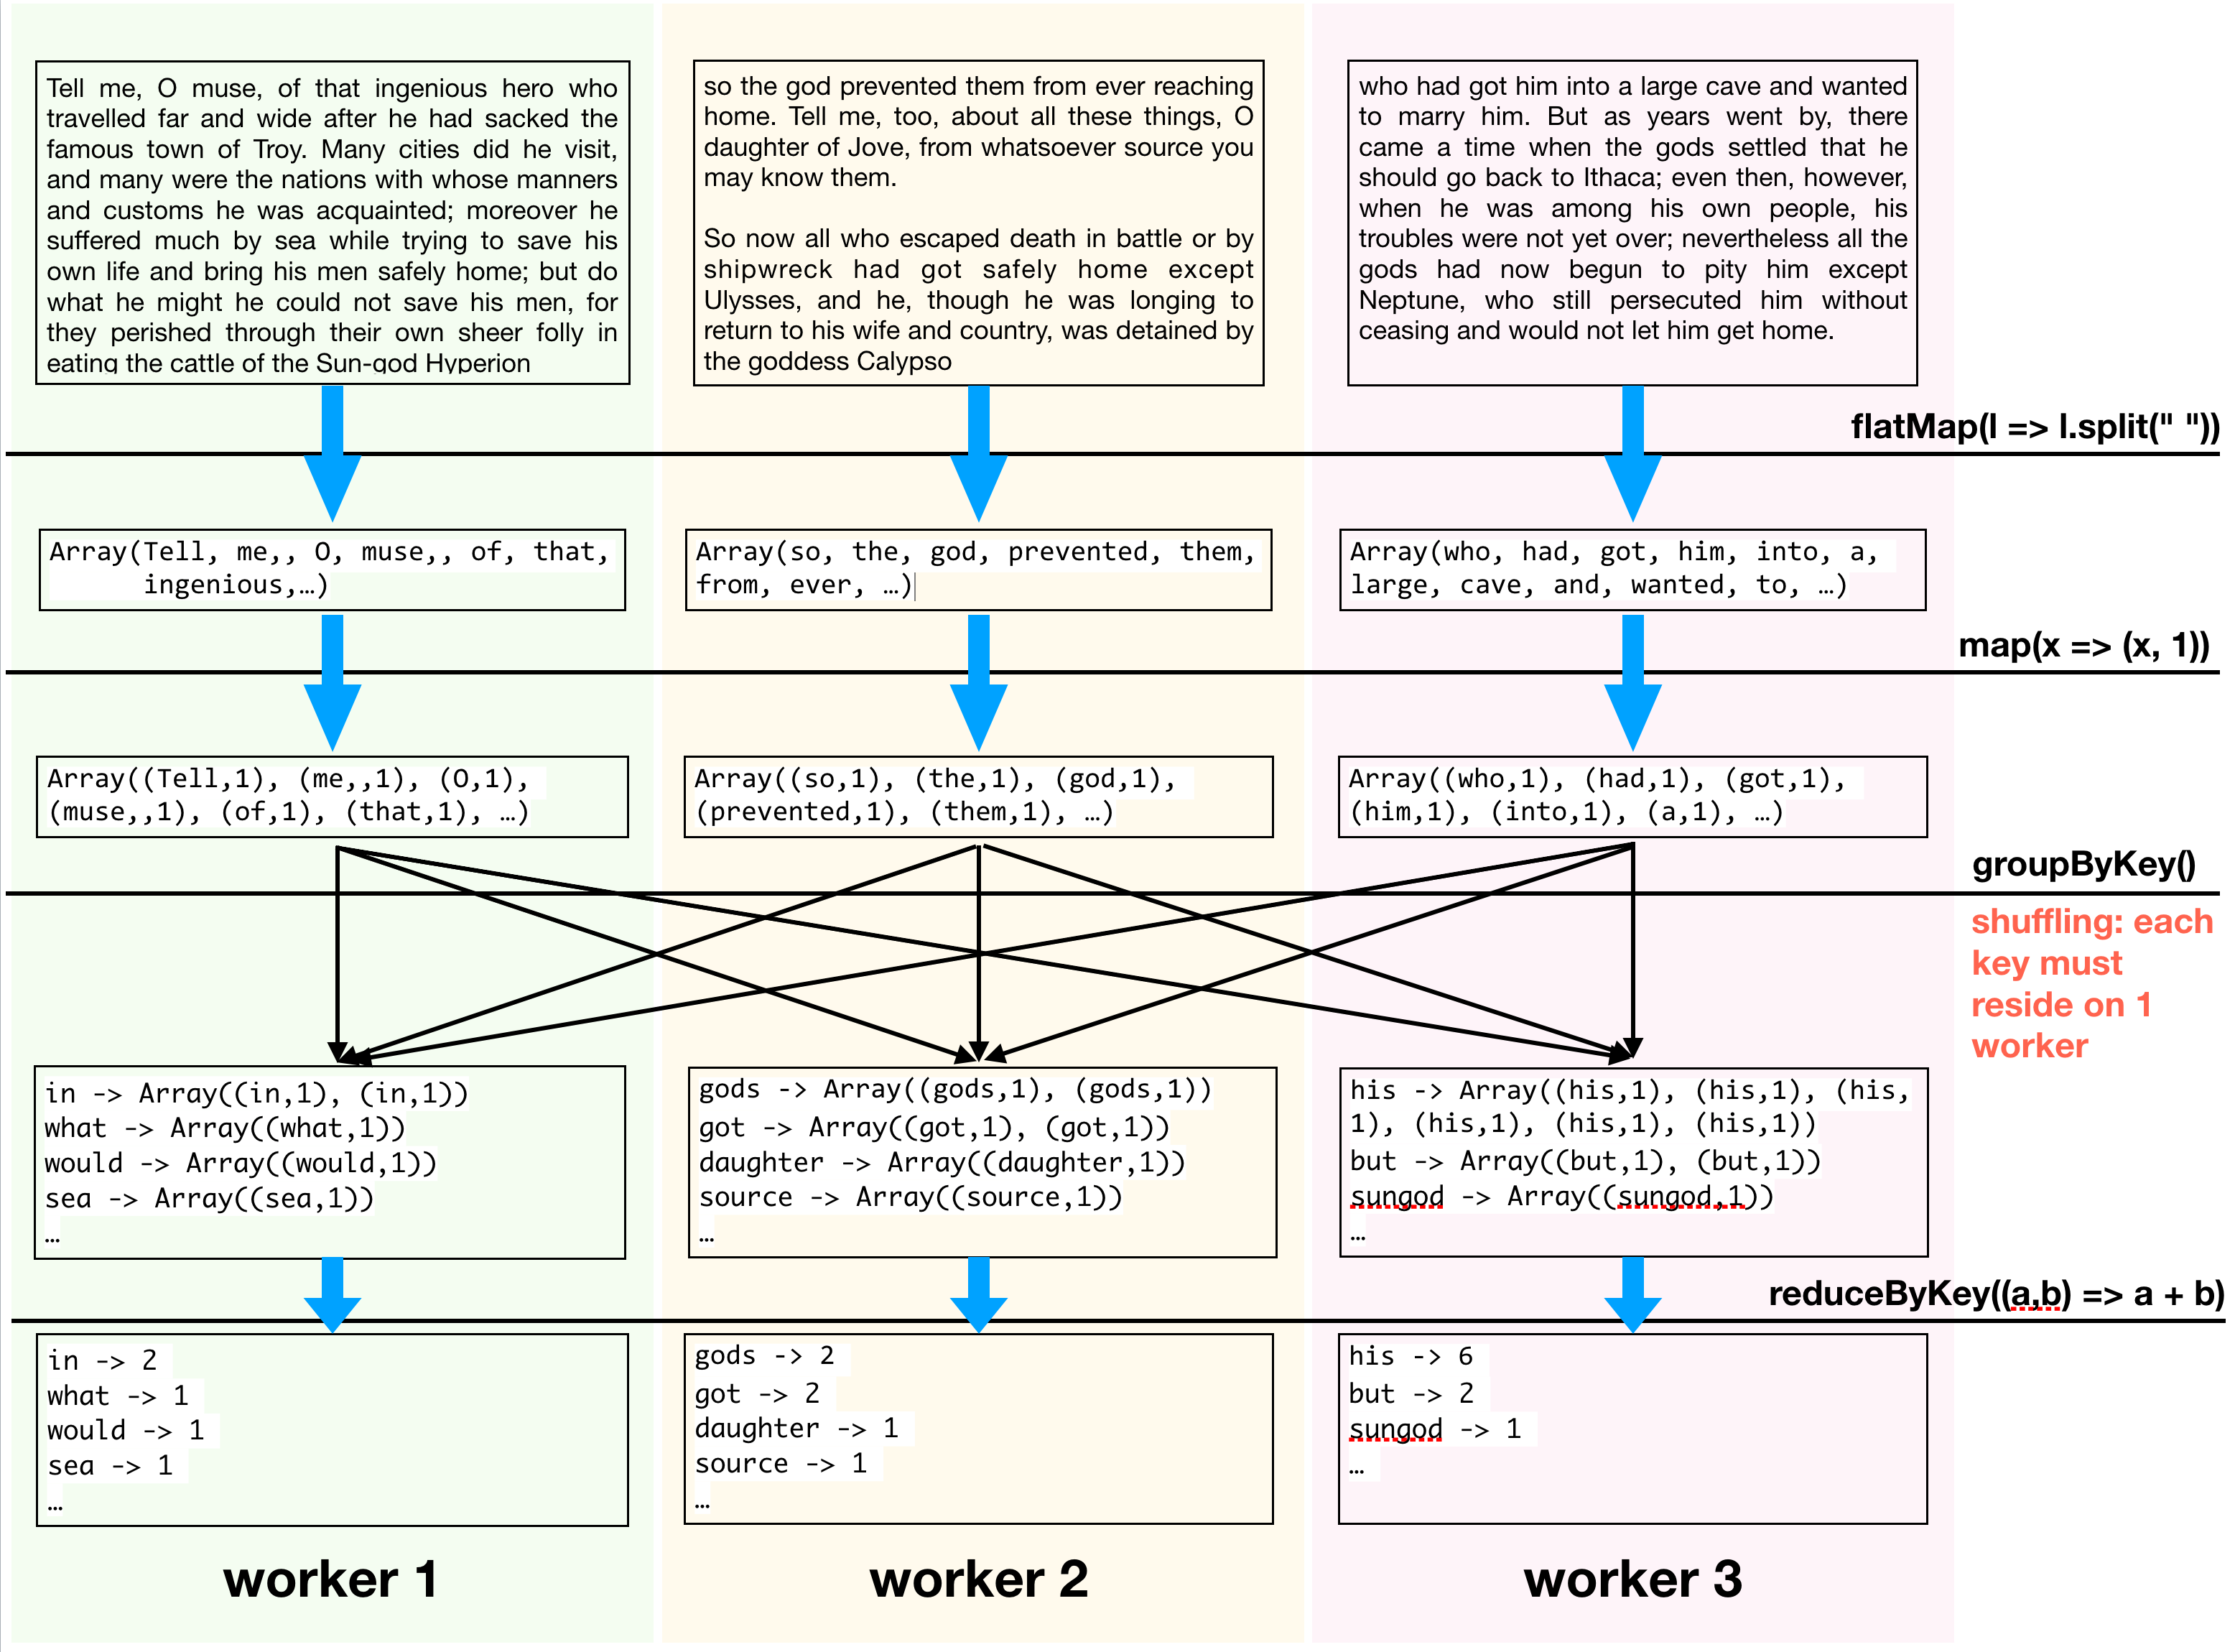 Tell me, O muse, of that ingenious hero who
travelled far and wide after he had sacked the
famous town of Troy. Many cities did he visit,
and many were the nations with whose manners
and customs he was acquainted; moreover he
suffered much by sea while trying to save his
own life and bring his men safely home; but do
what he might he could not save his men, for
they perished through their own sheer folly in
eating the cattle of the Sun-god Hyperion
so the god prevented them from ever reaching
home. Tell me, too, about all these things, O
daughter of Jove, from whatsoever source you
may know them.
So now all who escaped death in battle or by
shipwreck had got safely home except
Ulysses, and he, though he was longing to
return to his wife and country, was detained by
the goddess Calypso
who had got him into a large cave and wanted
to marry him. But as years went by, there
came a time when the gods settled that he
should go back to Ithaca; even then, however,
when he was among his own people, his
troubles were not yet over; nevertheless all the
gods had now begun to pity him except
Neptune, who still persecuted him without
ceasing and would not let him get home.
flatMap(l => l.split(" "))
Array(Tell, me,, O, muse,, of, that,
ingenious,…)
Array(so, the, god, prevented, them,
from, ever, …)
Array(who, had, got, him, into, a,
large, cave, and, wanted, to, …)
map(x => (x, 1))
Array((Tell,1), (me,,1), (O,1),
(muse,,1), (of,1), (that,1), …)
Array((so,1), (the,1), (god,1),
(prevented,1), (them,1), …)
Array((who,1), (had,1), (got,1),
(him,1), (into,1), (a,1), …)
groupByKey()
shuffling: each
key must
reside on 1
worker
in -> Array((in,1), (in,1))
what -> Array((what,1))
would -> Array((would,1))
sea -> Array((sea,1))
…
gods -> Array((gods,1), (gods,1))
got -> Array((got,1), (got,1))
daughter -> Array((daughter,1))
source -> Array((source,1))
…
his -> Array((his,1), (his,1), (his,
1), (his,1), (his,1), (his,1))
but -> Array((but,1), (but,1))
sungod -> Array((sungod,1))
…
reduceByKey((a,b) => a + b)
in -> 2
what -> 1
would -> 1
sea -> 1
…
gods -> 2
got -> 2
daughter -> 1
source -> 1
…
his -> 6
but -> 2
sungod -> 1
…
worker 1
worker 2
worker 3